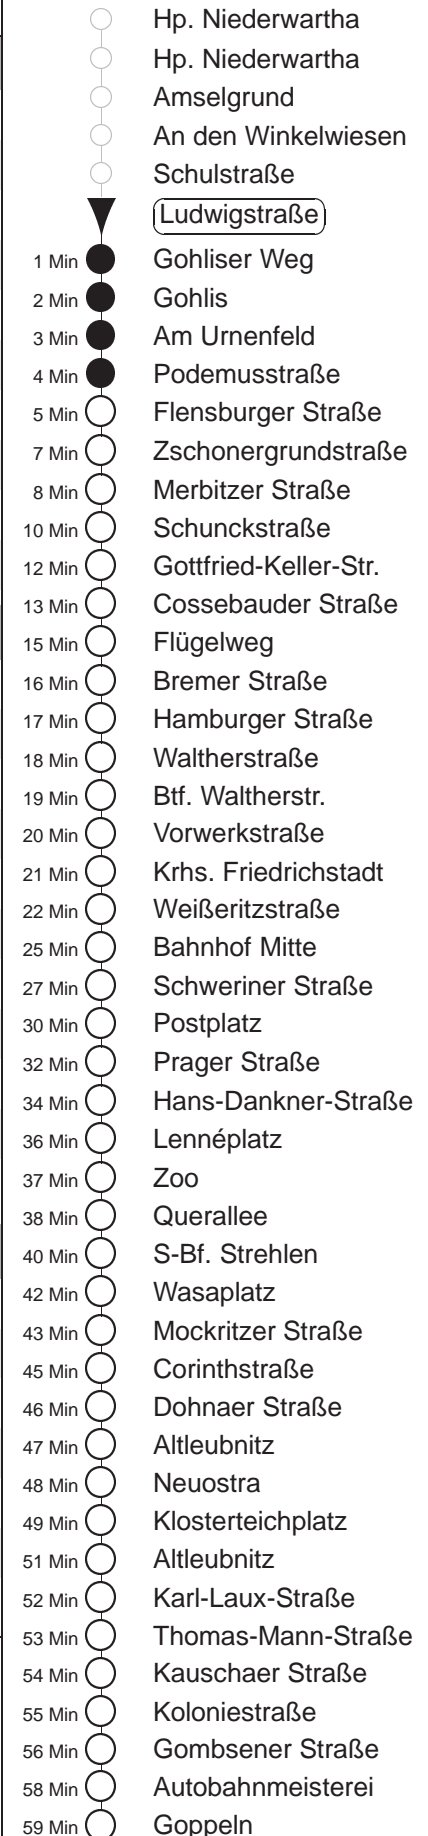 Hp. Niederwartha
Hp. Niederwartha
Amselgrund
An den Winkelwiesen
Schulstraße
Ludwigstraße
1 Min Gohliser Weg
2 Min Gohlis
3 Min Am Urnenfeld
4 Min Podemusstraße
5 Min Flensburger Straße
7 Min Zschonergrundstraße
8 Min Merbitzer Straße
10 Min Schunckstraße
12 Min Gottfried-Keller-Str.
13 Min Cossebauder Straße
15 Min Flügelweg
16 Min Bremer Straße
17 Min Hamburger Straße
18 Min Waltherstraße
19 Min Btf. Waltherstr.
20 Min Vorwerkstraße
21 Min Krhs. Friedrichstadt
22 Min Weißeritzstraße
25 Min Bahnhof Mitte
27 Min Schweriner Straße
30 Min Postplatz
32 Min Prager Straße
34 Min Hans-Dankner-Straße
36 Min Lennéplatz
37 Min Zoo
38 Min Querallee
40 Min S-Bf. Strehlen
42 Min Wasaplatz
43 Min Mockritzer Straße
45 Min Corinthstraße
46 Min Dohnaer Straße
47 Min Altleubnitz
48 Min Neuostra
49 Min Klosterteichplatz
51 Min Altleubnitz
52 Min Karl-Laux-Straße
53 Min Thomas-Mann-Straße
54 Min Kauschaer Straße
55 Min Koloniestraße
56 Min Gombsener Straße
58 Min Autobahnmeisterei
59 Min Goppeln